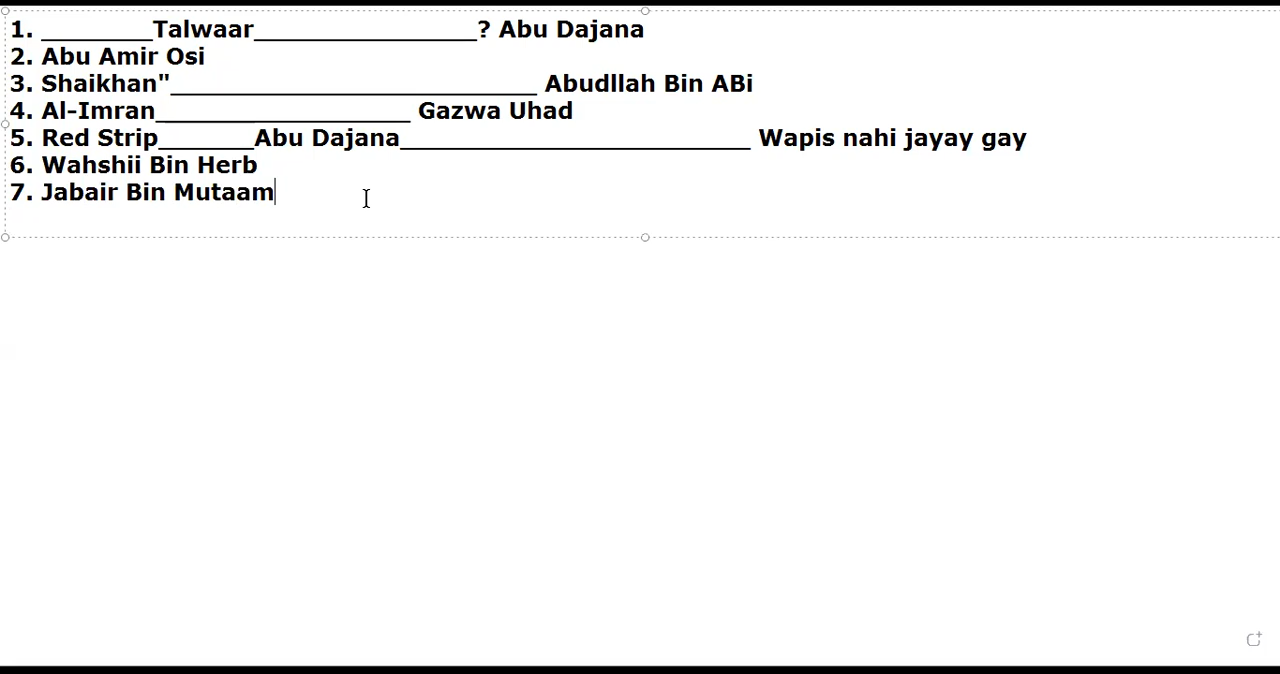 1. ________Talwaar________________? Abu Dajana
2. Abu Amir Osi
3. Shaikhan"__________________________ Abudllah Bin ABi
4. Al-Imran__________________ Gazwa Uhad
5. Red Strip_______Abu Dajana_________________________ Wapis nahi jayay gay
6. Wahshii Bin Herb
7. Jabair Bin Mutaam